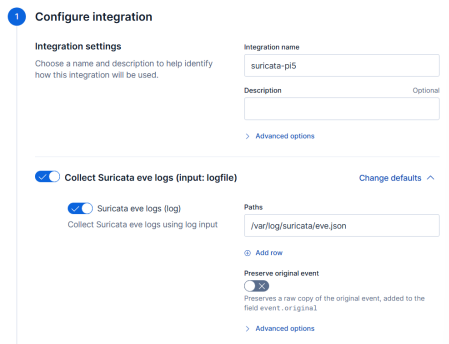 1 Configure integration
Integration settings
Choose a name and description to help identify
how this integration will be used.
Integration name
suricata-pi5
Description Optional
Advanced options
Collect Suricata eve logs (input: logfile) Change defaults
Suricata eve logs (log)
Collect Suricata eve logs using log input
Paths
/var/log/suricata/eve.json
Add row
Preserve original event
Preserves a raw copy of the original event, added to the
field event.original
Advanced options